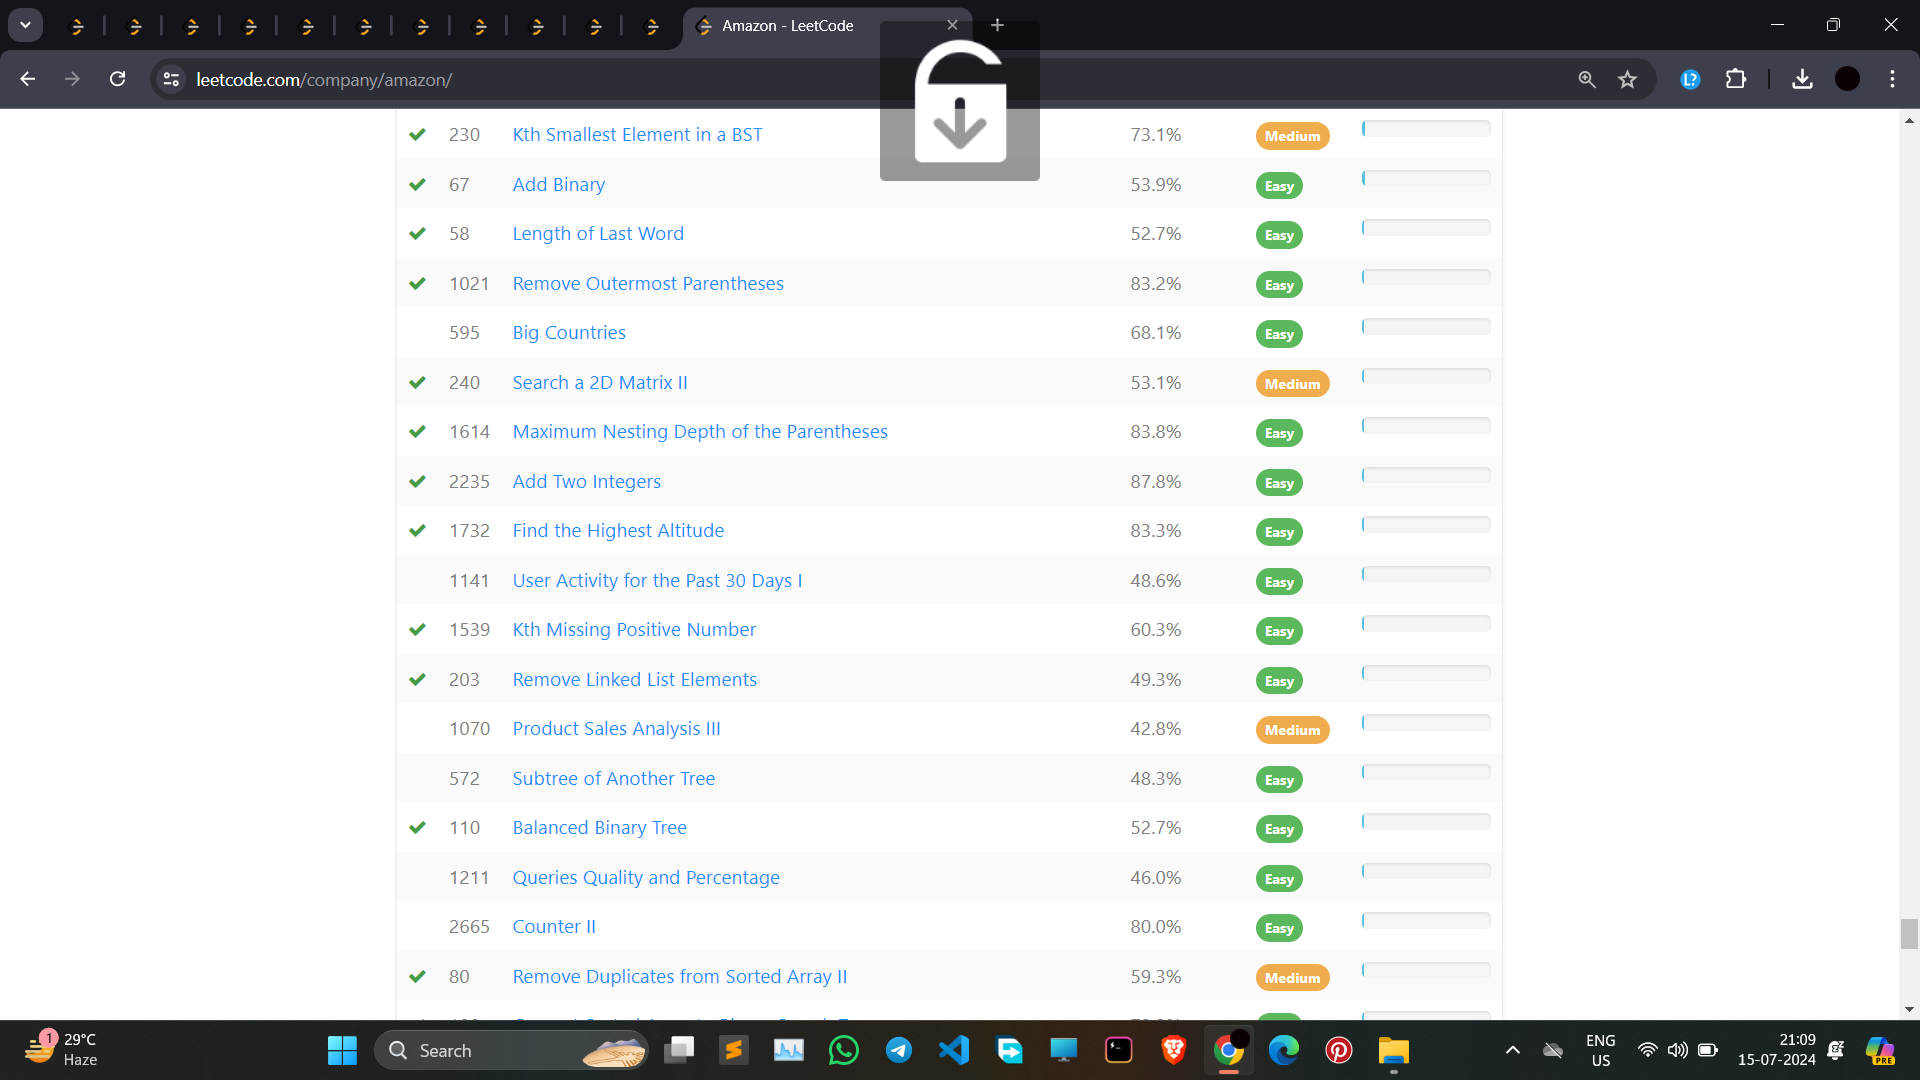 Amazon - LeetCode
leetcode.com/company/amazon/
230 Kth Smallest Element in a BST 73.1% Medium
67 Add Binary 53.9% Easy
58 Length of Last Word 52.7% Easy
1021 Remove Outermost Parentheses 83.2% Easy
595 Big Countries 68.1% Easy
240 Search a 2D Matrix II 53.1% Medium
1614 Maximum Nesting Depth of the Parentheses 83.8% Easy
2235 Add Two Integers 87.8% Easy
1732 Find the Highest Altitude 83.3% Easy
1141 User Activity for the Past 30 Days I 48.6% Easy
1539 Kth Missing Positive Number 60.3% Easy
203 Remove Linked List Elements 49.3% Easy
1070 Product Sales Analysis III 42.8% Medium
572 Subtree of Another Tree 48.3% Easy
110 Balanced Binary Tree 52.7% Easy
1211 Queries Quality and Percentage 46.0% Easy
2665 Counter II 80.0% Easy
80 Remove Duplicates from Sorted Array II 59.3% Medium
1 29°C
Haze
Search
ENG
US
21:09
15-07-2024
PRE